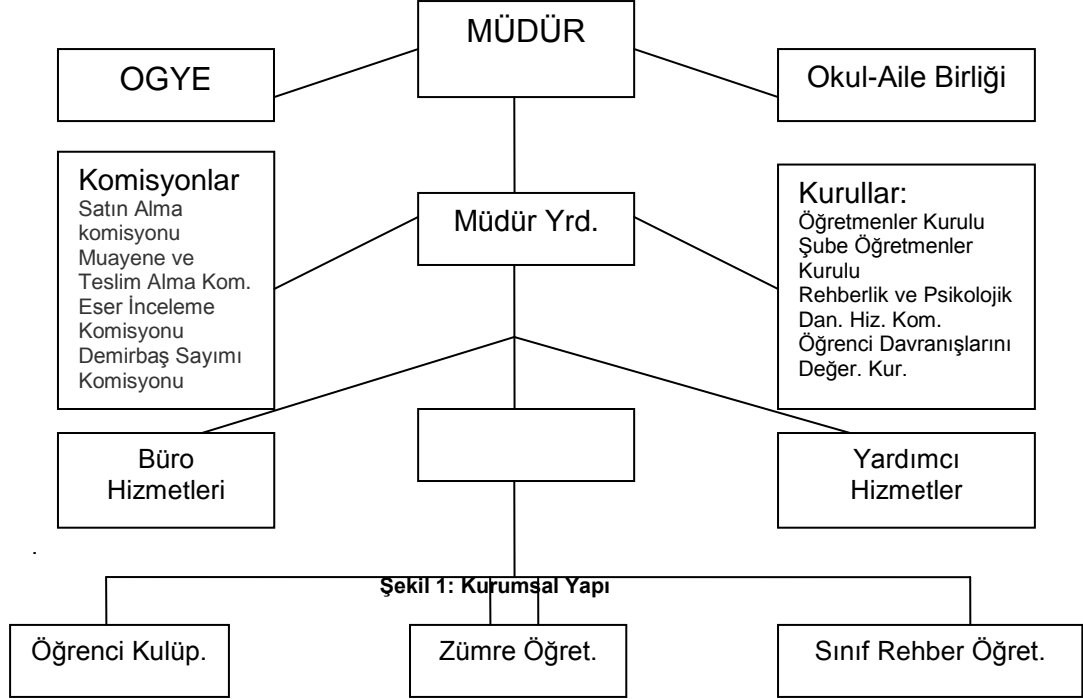 MÜDÜR
OGYE
Okul-Aile Birliği
Komisyonlar
Satın Alma
komisyonu
Muayene ve
Teslim Alma Kom.
Eser İnceleme
Komisyonu
Demirbaş Sayımı
Komisyonu
Müdür Yrd.
Kurullar:
Öğretmenler Kurulu
Şube Öğretmenler
Kurulu
Rehberlik ve Psikolojik
Dan. Hiz. Kom.
Öğrenci Davranışlarını
Değer. Kur.
Büro
Hizmetleri
Yardımcı
Hizmetler
.
Şekil 1: Kurumsal Yapı
Öğrenci Kulüp.
Zümre Öğret.
Sınıf Rehber Öğret.